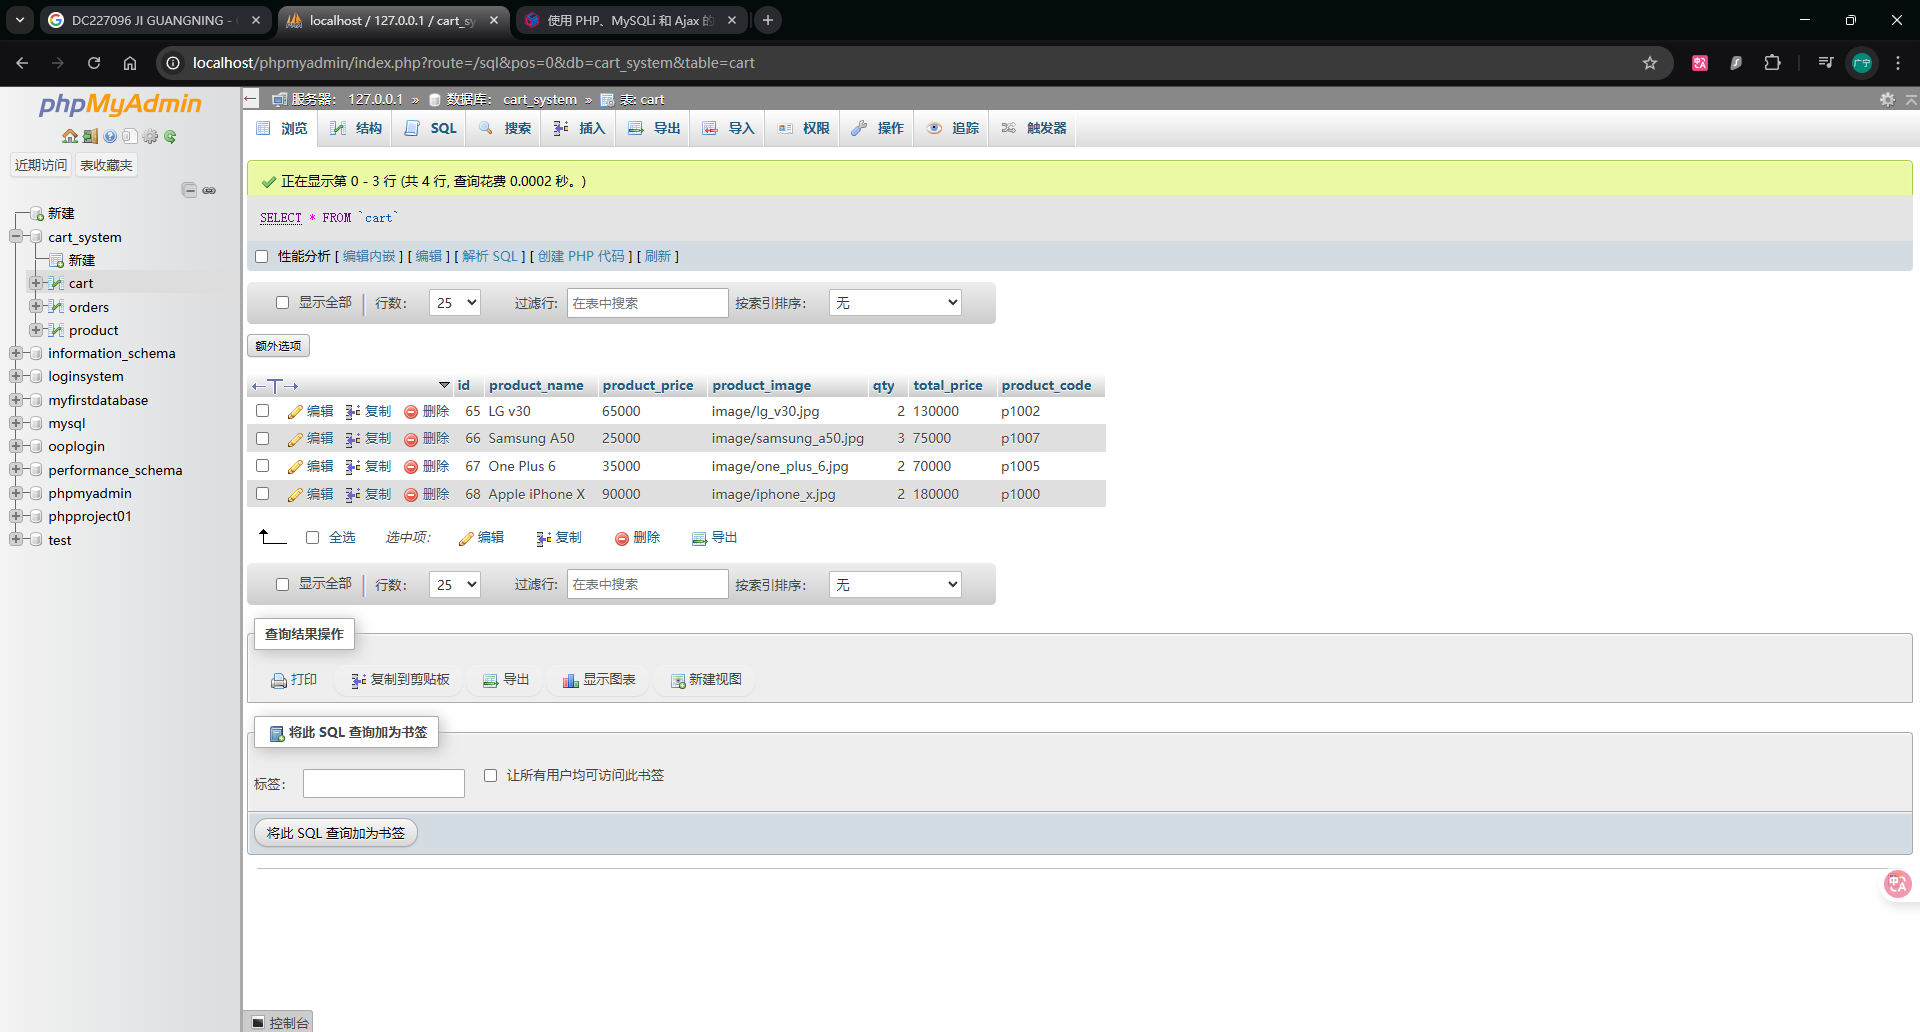 DC227096 JI GUANGNING -
localhost / 127.0.0.1 / cart_sy
使用 PHP、MySQLi 和 Ajax 的
localhost/phpmyadmin/index.php?route=/sql&pos=0&db=cart_system&table=cart
广宁
phpMyAdmin
近期访问 表收藏夹
新建
cart_system
新建
cart
orders
product
information_schema
loginsystem
myfirstdatabase
mysql
ooplogin
performance_schema
phpmyadmin
phpproject01
test
服务器: 127.0.0.1 » 数据库: cart_system » 表: cart
浏览 结构 SQL 搜索 插入 导出 导入 权限 操作 追踪 触发器
正在显示第 0 - 3 行 (共 4 行, 查询花费 0.0002 秒。)
SELECT * FROM `cart`
性能分析 [ 编辑内嵌 ] [ 编辑 ] [ 解析 SQL ] [ 创建 PHP 代码 ] [ 刷新 ]
显示全部 行数: 25 过滤行: 在表中搜索 按索引排序: 无
额外选项
←T→ id product_name product_price product_image qty total_price product_code
编辑 复制 删除 65 LG v30 65000 image/lg_v30.jpg 2 130000 p1002
编辑 复制 删除 66 Samsung A50 25000 image/samsung_a50.jpg 3 75000 p1007
编辑 复制 删除 67 One Plus 6 35000 image/one_plus_6.jpg 2 70000 p1005
编辑 复制 删除 68 Apple iPhone X 90000 image/iphone_x.jpg 2 180000 p1000
全选 选中项: 编辑 复制 删除 导出
显示全部 行数: 25 过滤行: 在表中搜索 按索引排序: 无
查询结果操作
打印 复制到剪贴板 导出 显示图表 新建视图
将此 SQL 查询加为书签
标签: 让所有用户均可访问此书签
将此 SQL 查询加为书签
控制台